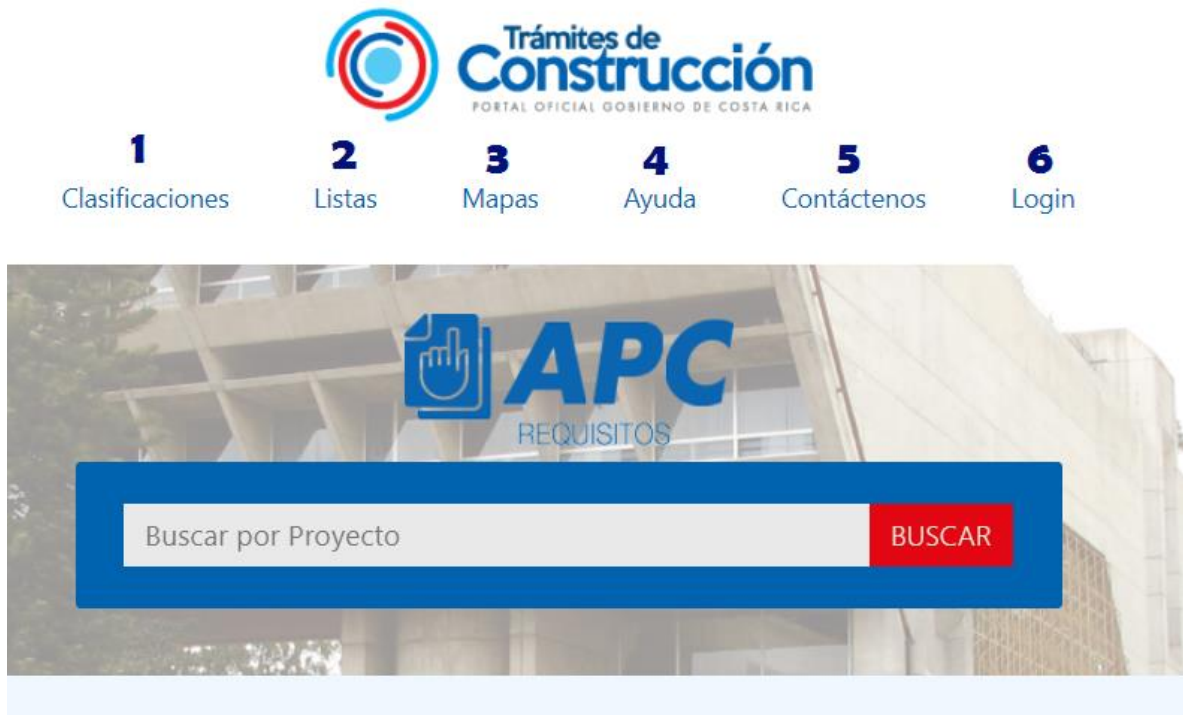 Trámites de
Construcción
PORTAL OFICIAL GOBIERNO DE COSTA RICA
1 2 3 4 5 6
Clasificaciones Listas Mapas Ayuda Contáctenos Login
APC
REQUISITOS
Buscar por Proyecto BUSCAR